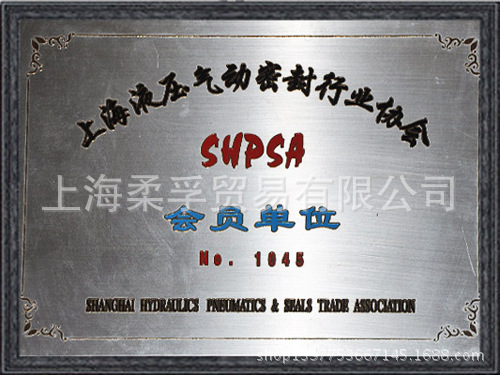 上海液压气动密封行业协会
SHPSA
上海柔孚贸易有限公司
会员单位
No. 1045
SHANGHAI HYDRAULICS PNEUMATICS & SEALS TRADE ASSOCIATION